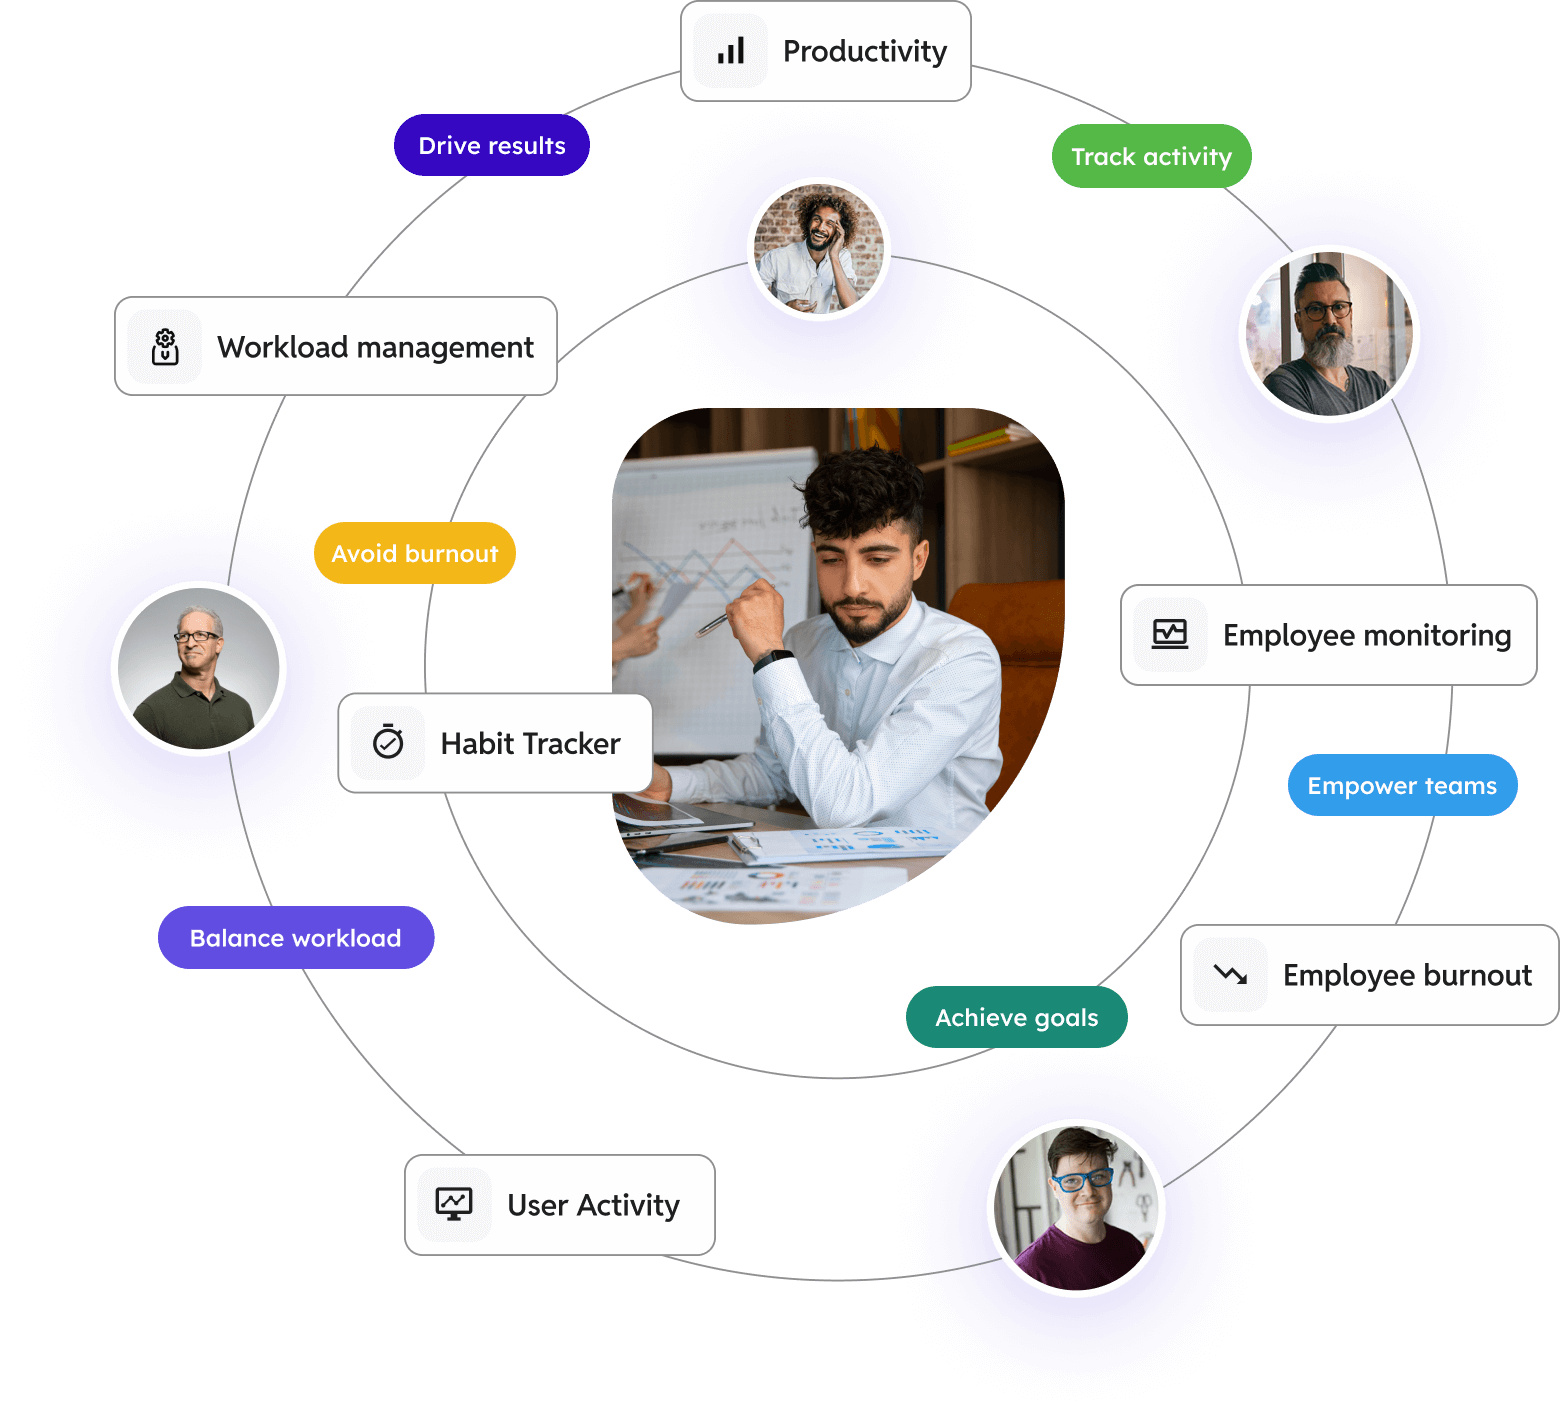 Productivity
Drive results
Track activity
Workload management
Avoid burnout
Employee monitoring
Habit Tracker
Empower teams
Balance workload
Employee burnout
Achieve goals
User Activity